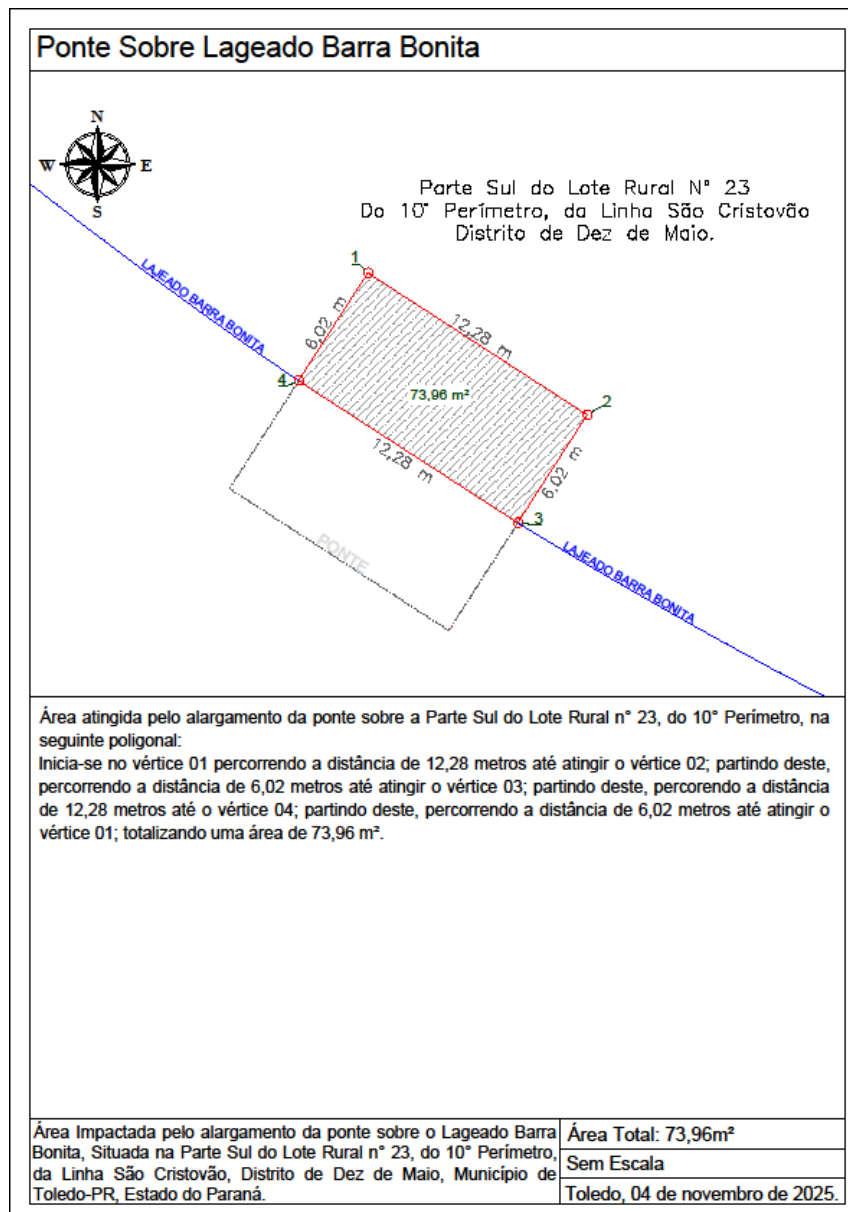 Ponte Sobre Lageado Barra Bonita
N
W
E
S
Parte Sul do Lote Rural N° 23
Do 10° Perímetro, da Linha São Cristovão
Distrito de Dez de Maio.
1
LAJEADO BARRA BONITA
6,02 m
12,28 m
4
73,96 m²
2
12,28 m
6,02 m
3
PONTE
LAJEADO BARRA BONITA
Área atingida pelo alargamento da ponte sobre a Parte Sul do Lote Rural n° 23, do 10° Perímetro, na
seguinte poligonal:
Inicia-se no vértice 01 percorrendo a distância de 12,28 metros até atingir o vértice 02; partindo deste,
percorrendo a distância de 6,02 metros até atingir o vértice 03; partindo deste, percorendo a distância
de 12,28 metros até o vértice 04; partindo deste, percorrendo a distância de 6,02 metros até atingir o
vértice 01; totalizando uma área de 73,96 m².
Área Impactada pelo alargamento da ponte sobre o Lageado Barra
Bonita, Situada na Parte Sul do Lote Rural n° 23, do 10° Perímetro,
da Linha São Cristovão, Distrito de Dez de Maio, Município de
Toledo-PR, Estado do Paraná.
Área Total: 73,96m²
Sem Escala
Toledo, 04 de novembro de 2025.